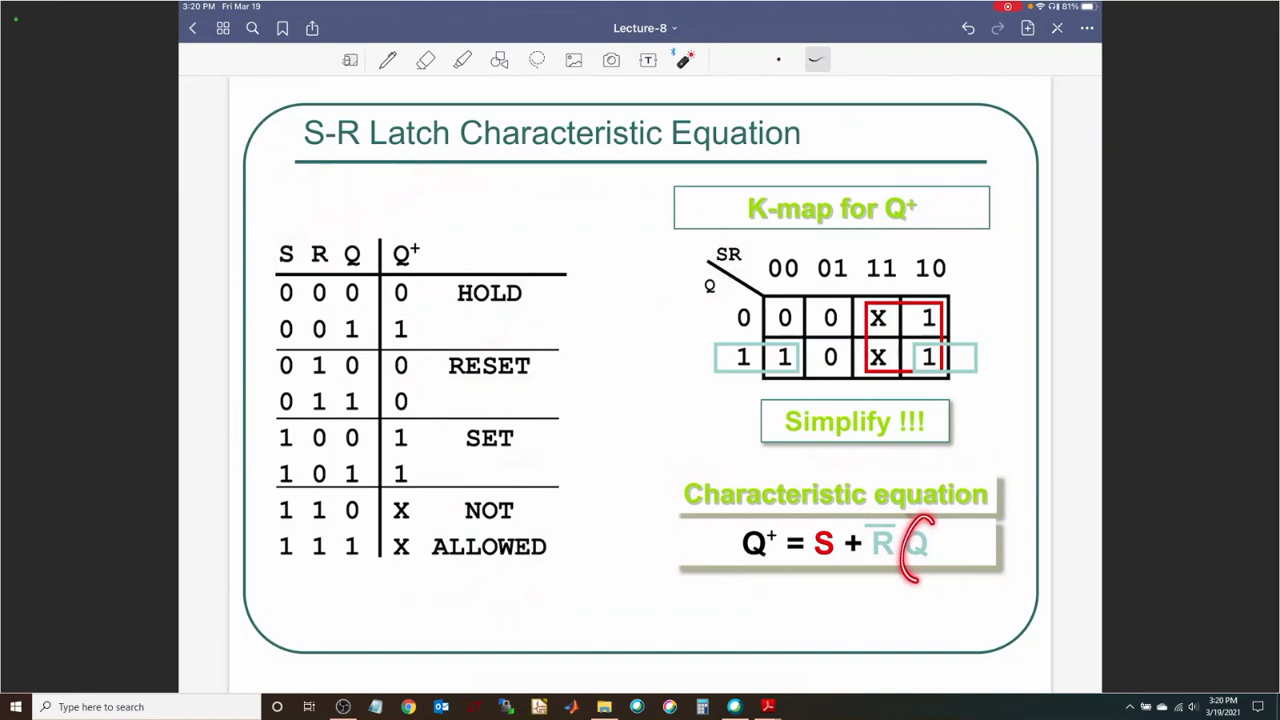 3:20 PM Fri Mar 19
81%
Lecture-8
T
S-R Latch Characteristic Equation
K-map for Q⁺
S R Q Q⁺
0 0 0 0 HOLD
0 0 1 1
0 1 0 0 RESET
0 1 1 0
1 0 0 1 SET
1 0 1 1
1 1 0 X NOT
1 1 1 X ALLOWED
SR
Q
00 01 11 10
0 0 0 X 1
1 1 0 X 1
Simplify !!!
Characteristic equation
Q⁺ = S + R̅ Q
Type here to search
3:20 PM
3/19/2021